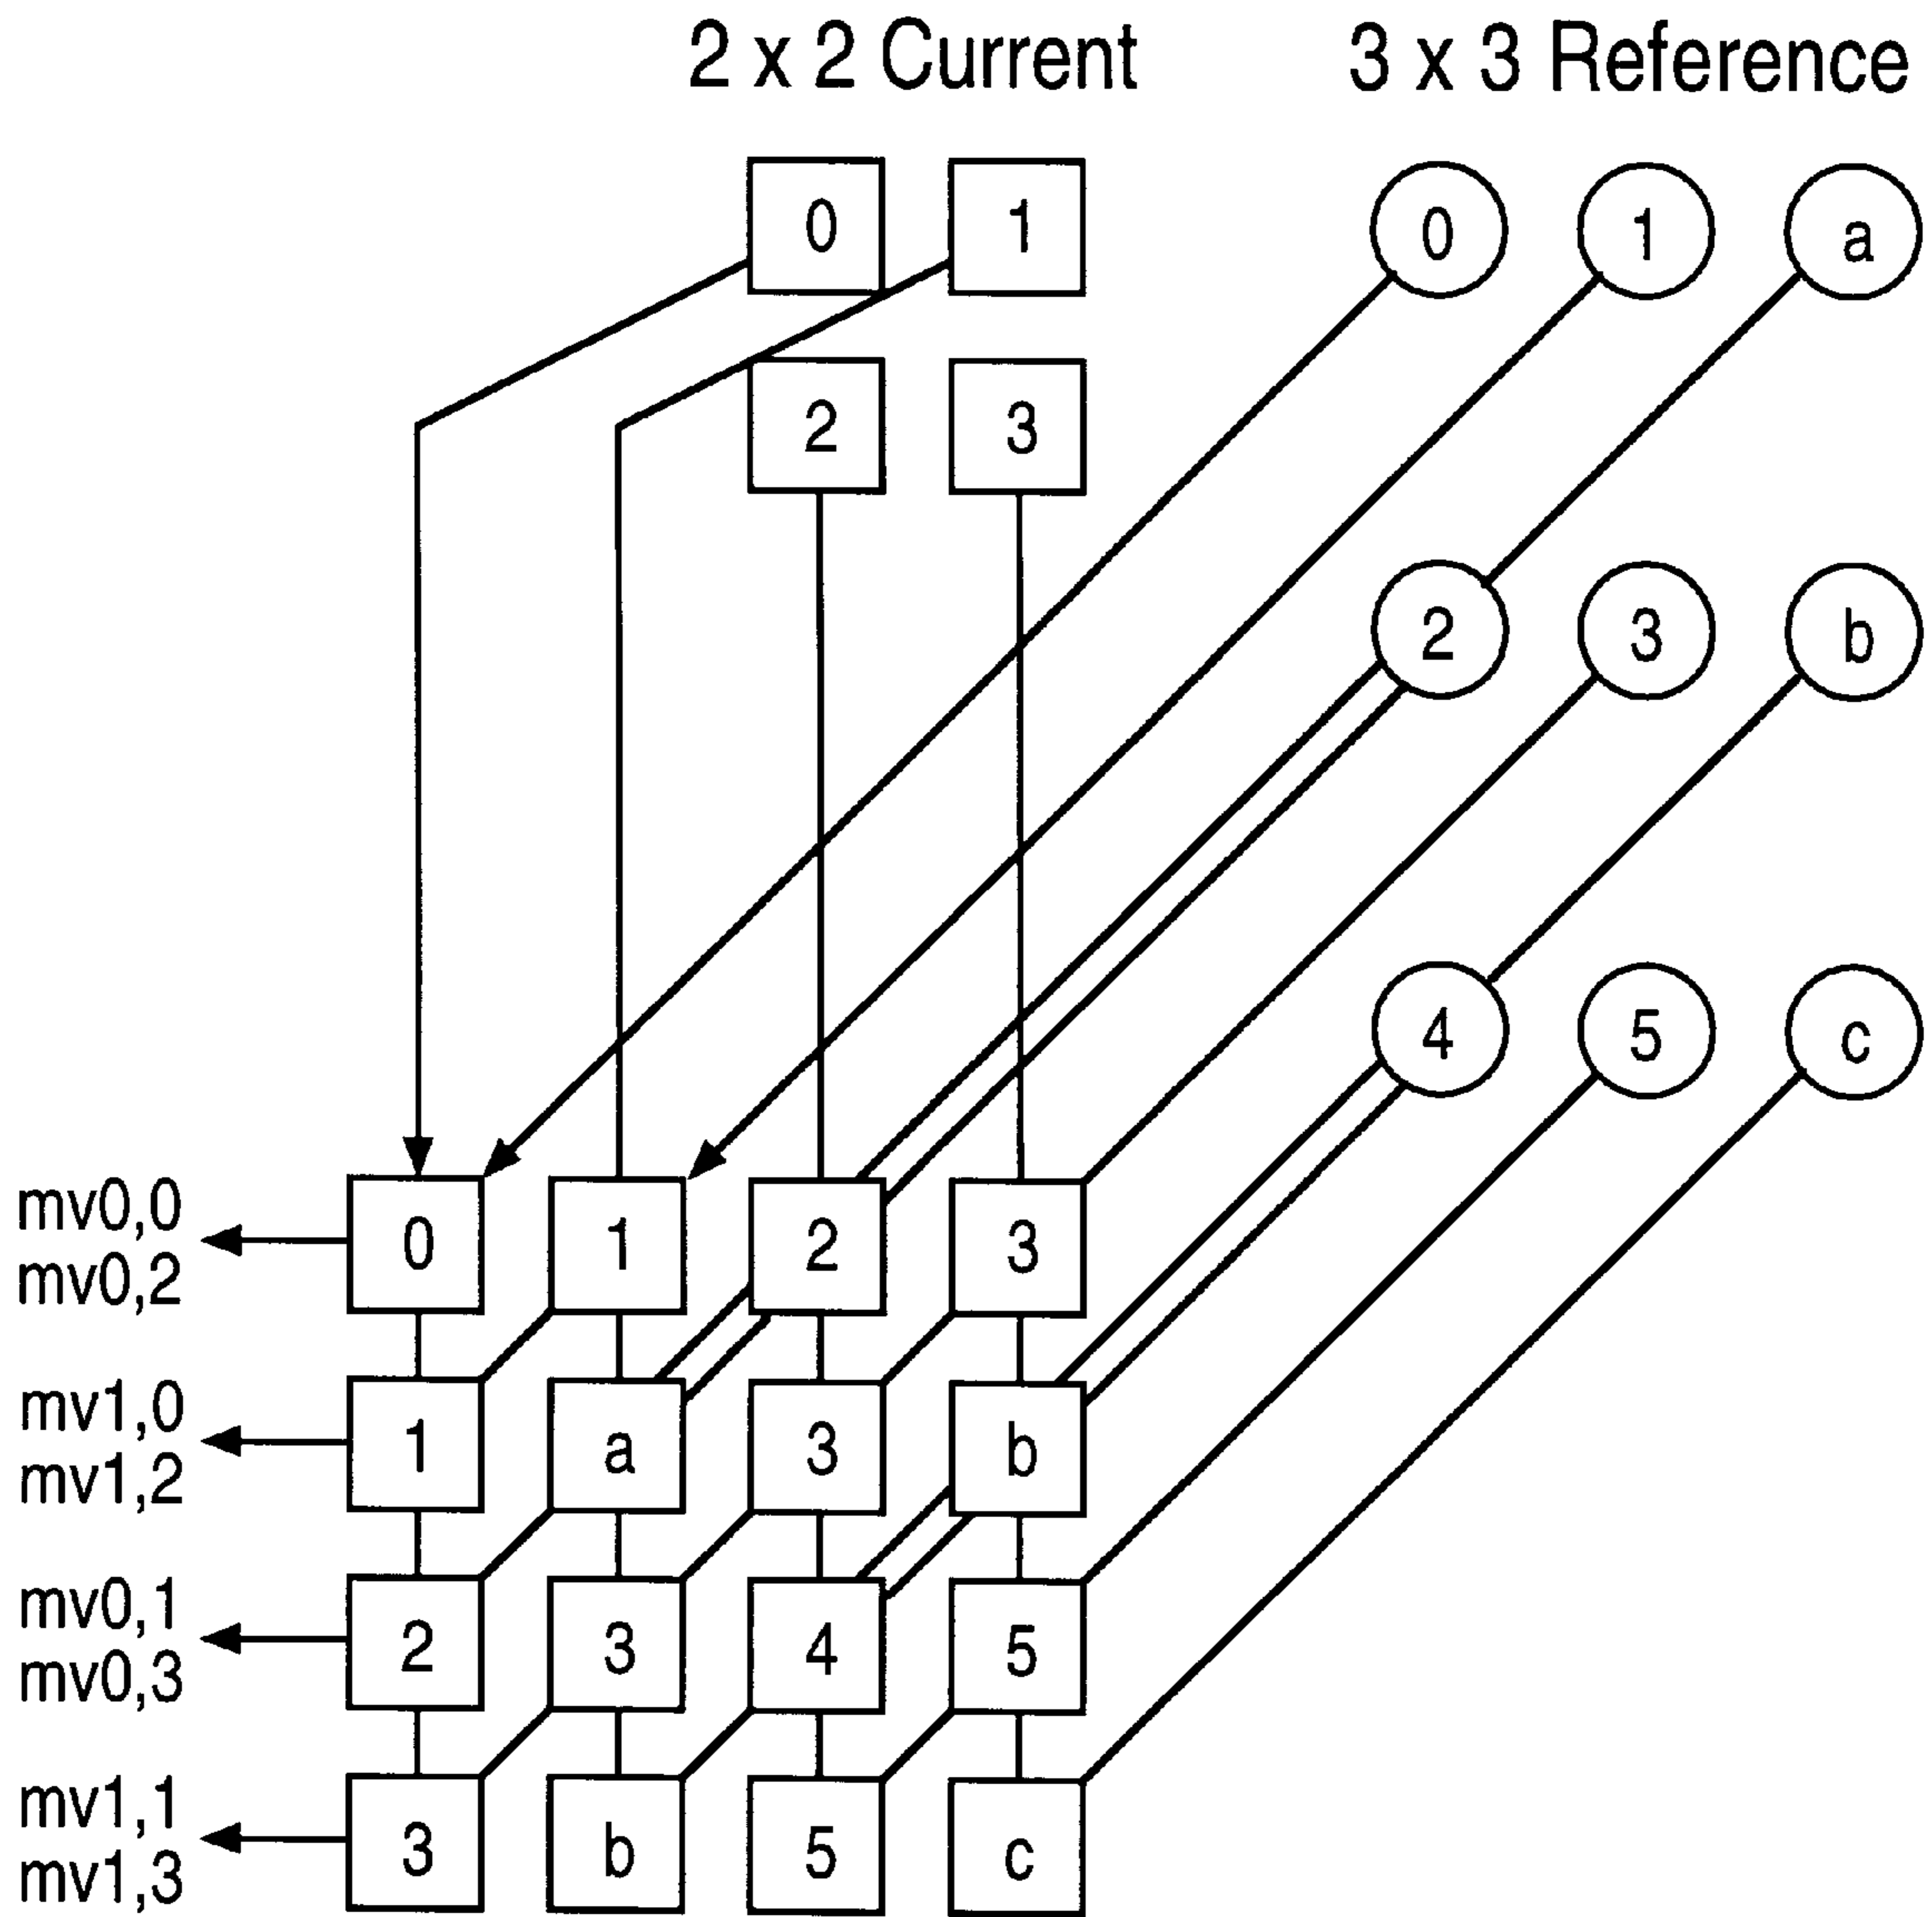 2 x 2 Current 3 x 3 Reference
0 1 0 1 a
2 3
2 3 b
4 5 c
mv0,0
mv0,2
0 1 2 3
mv1,0
mv1,2
1 a 3 b
mv0,1
mv0,3
2 3 4 5
mv1,1
mv1,3
3 b 5 c